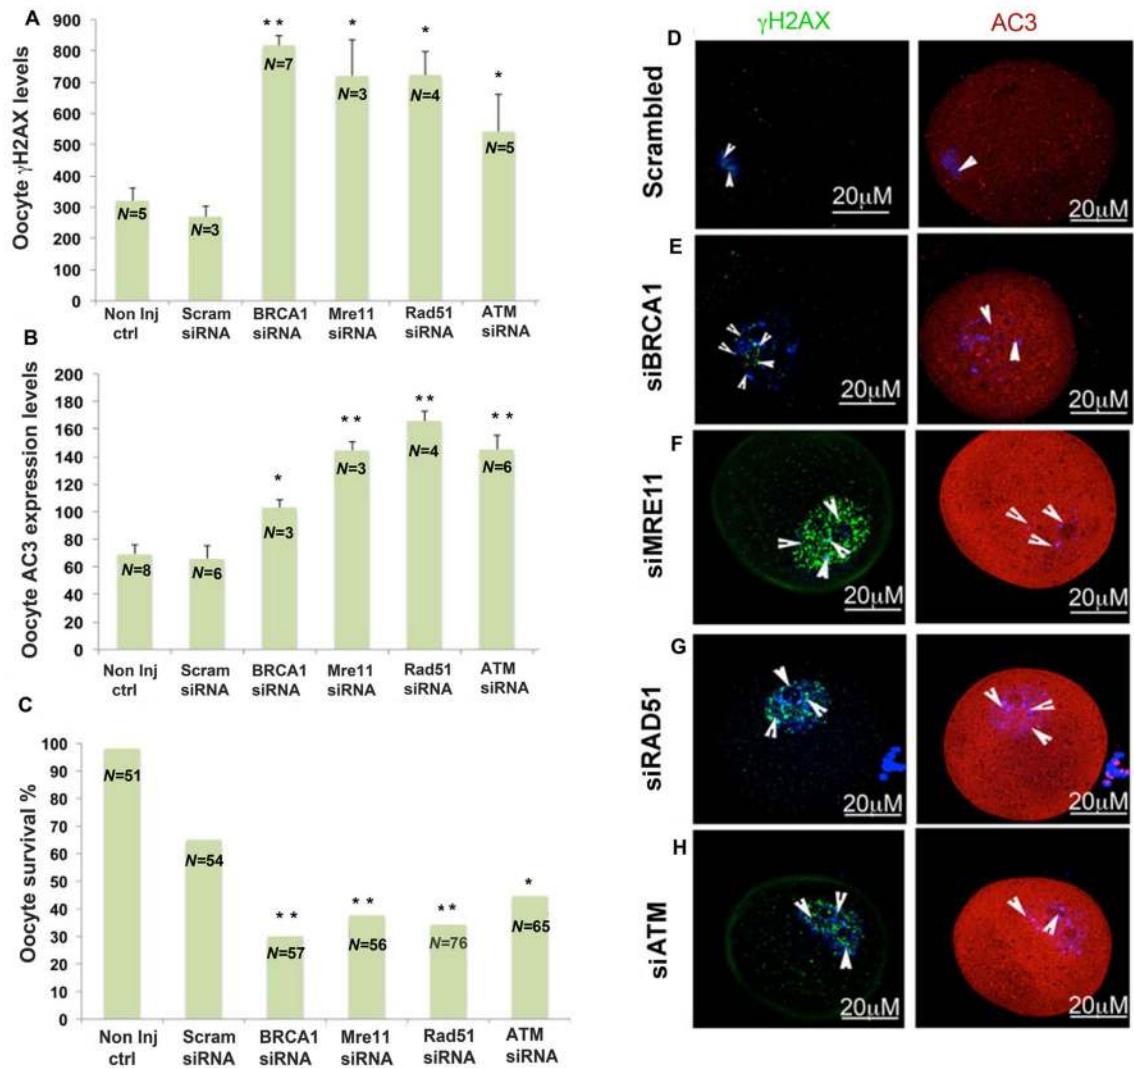 A
Oocyte γH2AX levels
900
800
700
600
500
400
300
200
100
0
**
*
*
*
N=5
N=3
N=7
N=3
N=4
N=5
Non Inj ctrl
Scram siRNA
BRCA1 siRNA
Mre11 siRNA
Rad51 siRNA
ATM siRNA
B
Oocyte AC3 expression levels
200
180
160
140
120
100
80
60
40
20
0
*
**
**
**
N=8
N=6
N=3
N=3
N=4
N=6
Non Inj ctrl
Scram siRNA
BRCA1 siRNA
Mre11 siRNA
Rad51 siRNA
ATM siRNA
C
Oocyte survival %
100
90
80
70
60
50
40
30
20
10
0
**
**
**
*
N=51
N=54
N=57
N=56
N=76
N=65
Non Inj ctrl
Scram siRNA
BRCA1 siRNA
Mre11 siRNA
Rad51 siRNA
ATM siRNA
γH2AX
AC3
D
Scrambled
20μM
20μM
E
siBRCA1
20μM
20μM
F
siMRE11
20μM
20μM
G
siRAD51
20μM
20μM
H
siATM
20μM
20μM